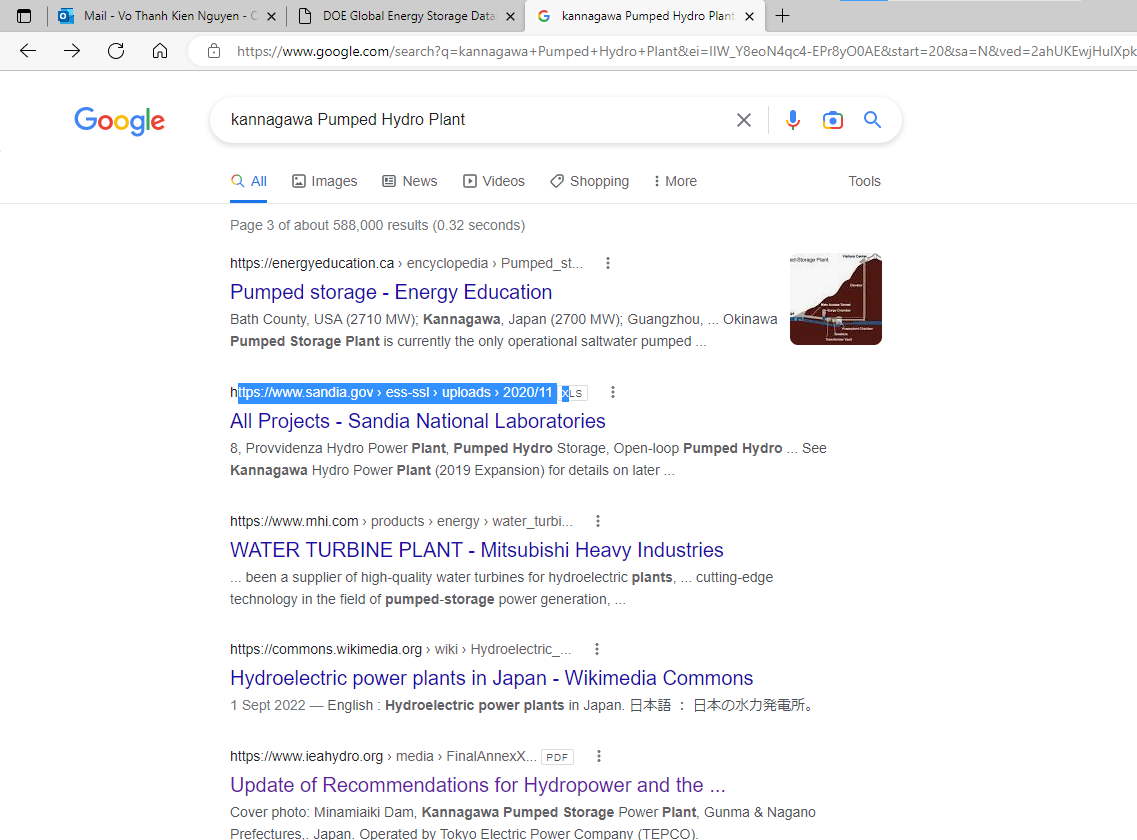 Mail - Vo Thanh Kien Nguyen - O
DOE Global Energy Storage Data
kannagawa Pumped Hydro Plant
https://www.google.com/search?q=kannagawa+Pumped+Hydro+Plant&ei=IIW_Y8eoN4qc4-EPr8yO0AE&start=20&sa=N&ved=2ahUKEwjHulXpk
Google
kannagawa Pumped Hydro Plant
All
Images
News
Videos
Shopping
More
Tools
Page 3 of about 588,000 results (0.32 seconds)
https://energyeducation.ca › encyclopedia › Pumped_st...
Pumped storage - Energy Education
Bath County, USA (2710 MW); Kannagawa, Japan (2700 MW); Guangzhou, ... Okinawa
Pumped Storage Plant is currently the only operational saltwater pumped ...
https://www.sandia.gov › ess-ssl › uploads › 2020/11 XLS
All Projects - Sandia National Laboratories
8, Provvidenza Hydro Power Plant, Pumped Hydro Storage, Open-loop Pumped Hydro ... See
Kannagawa Hydro Power Plant (2019 Expansion) for details on later ...
https://www.mhi.com › products › energy › water_turbi...
WATER TURBINE PLANT - Mitsubishi Heavy Industries
... been a supplier of high-quality water turbines for hydroelectric plants, ... cutting-edge
technology in the field of pumped-storage power generation, ...
https://commons.wikimedia.org › wiki › Hydroelectric_...
Hydroelectric power plants in Japan - Wikimedia Commons
1 Sept 2022 — English : Hydroelectric power plants in Japan. 日本語 ： 日本の水力発電所。
https://www.ieahydro.org › media › FinalAnnexX... PDF
Update of Recommendations for Hydropower and the ...
Cover photo: Minamiaiki Dam, Kannagawa Pumped Storage Power Plant, Gunma & Nagano
Prefectures,. Japan. Operated by Tokyo Electric Power Company (TEPCO).